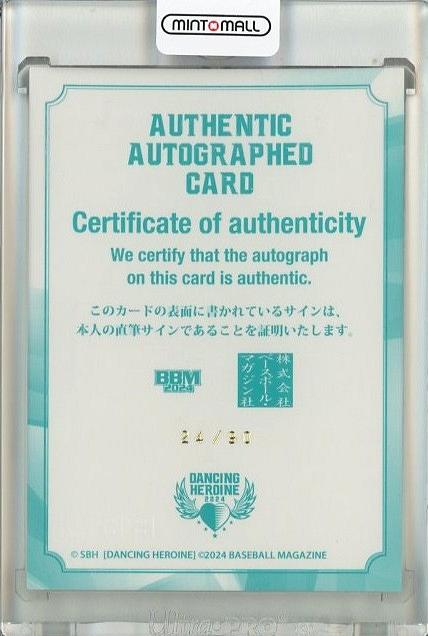 MINT MALL
AUTHENTIC
AUTOGRAPHED
CARD
Certificate of authenticity
We certify that the autograph
on this card is authentic.
このカードの表面に書かれているサインは、
本人の直筆サインであることを証明いたします。
BBM
2024
株式会社
ベースボール・
マガジン社
24/90
DANCING
HEROINE
2024
© SBH [DANCING HEROINE] ©2024 BASEBALL MAGAZINE
Ultra PRO